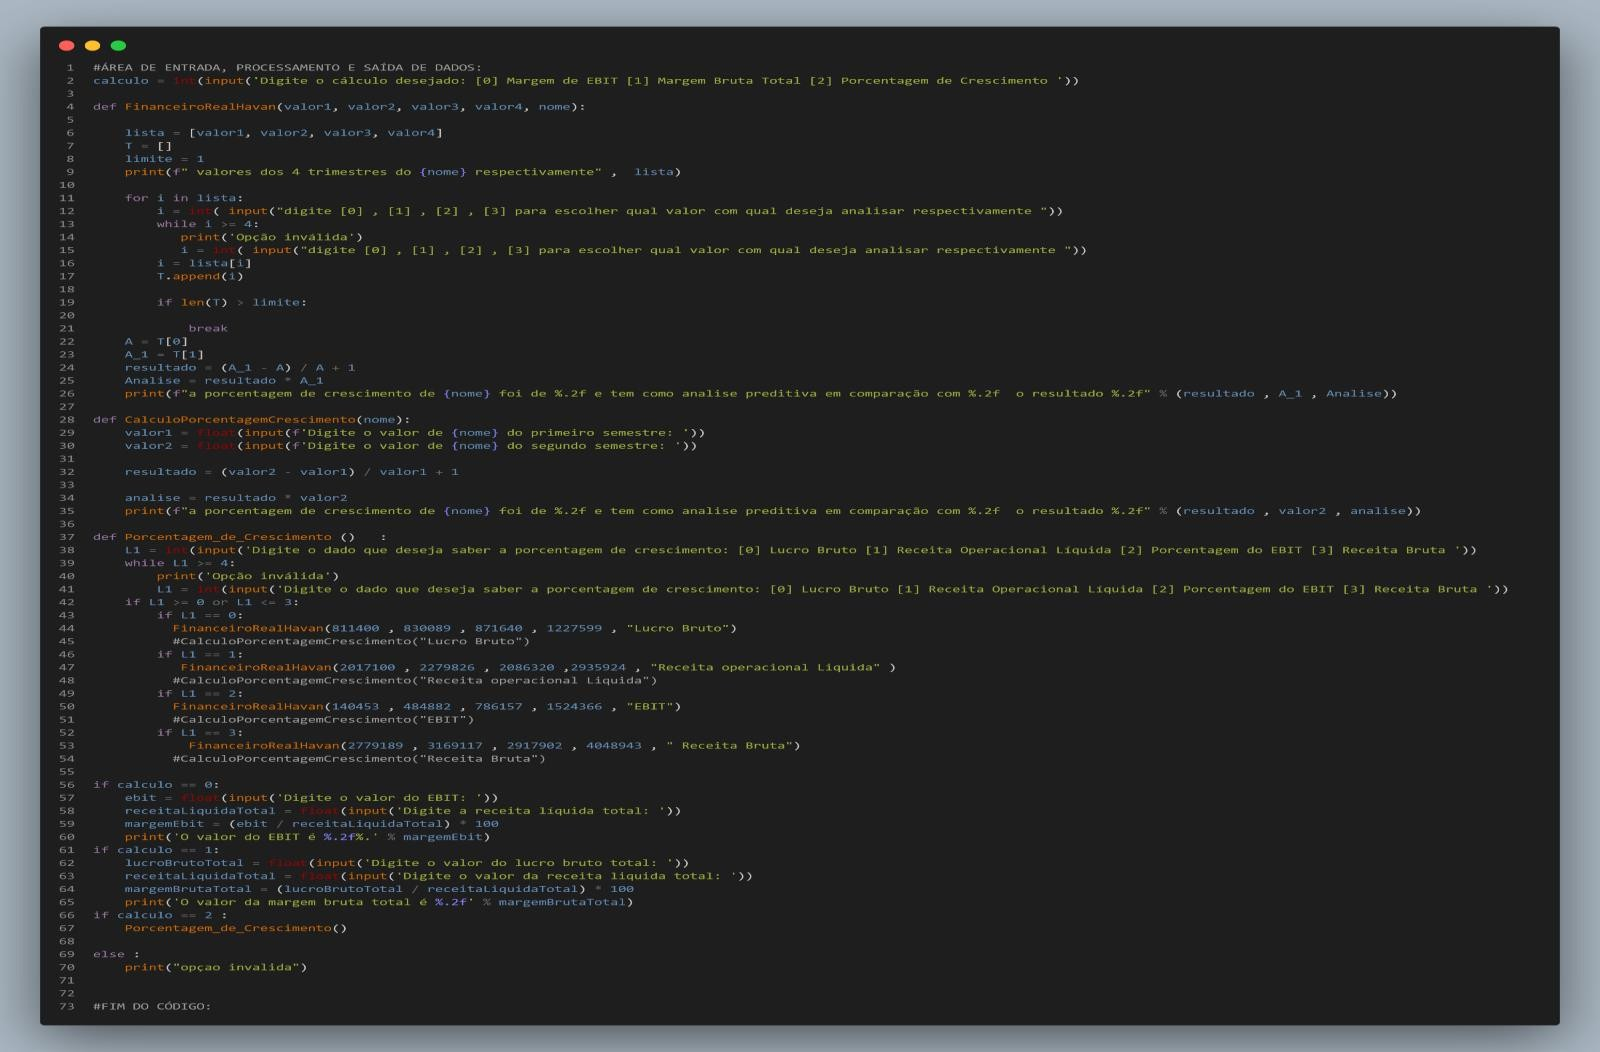 1 #ÁREA DE ENTRADA, PROCESSAMENTO E SAÍDA DE DADOS:
2 calculo = int(input('Digite o cálculo desejado: [0] Margem de EBIT [1] Margem Bruta Total [2] Porcentagem de Crescimento '))
3
4 def FinanceiroRealHavan(valor1, valor2, valor3, valor4, nome):
5
6     lista = [valor1, valor2, valor3, valor4]
7     T = []
8     limite = 1
9     print(f" valores dos 4 trimestres do {nome} respectivamente" ,  lista)
10
11     for i in lista:
12         i = int( input("digite [0] , [1] , [2] , [3] para escolher qual valor com qual deseja analisar respectivamente "))
13         while i >= 4:
14            print('Opção inválida')
15            i = int( input("digite [0] , [1] , [2] , [3] para escolher qual valor com qual deseja analisar respectivamente "))
16         i = lista[i]
17         T.append(i)
18
19         if len(T) > limite:
20
21             break
22     A = T[0]
23     A_1 = T[1]
24     resultado = (A_1 - A) / A + 1
25     Analise = resultado * A_1
26     print(f"a porcentagem de crescimento de {nome} foi de %.2f e tem como analise preditiva em comparação com %.2f  o resultado %.2f" % (resultado , A_1 , Analise))
27
28 def CalculoPorcentagemCrescimento(nome):
29     valor1 = float(input(f'Digite o valor de {nome} do primeiro semestre: '))
30     valor2 = float(input(f'Digite o valor de {nome} do segundo semestre: '))
31
32     resultado = (valor2 - valor1) / valor1 + 1
33
34     analise = resultado * valor2
35     print(f"a porcentagem de crescimento de {nome} foi de %.2f e tem como analise preditiva em comparação com %.2f  o resultado %.2f" % (resultado , valor2 , analise))
36
37 def Porcentagem_de_Crescimento ()   :
38     L1 = int(input('Digite o dado que deseja saber a porcentagem de crescimento: [0] Lucro Bruto [1] Receita Operacional Líquida [2] Porcentagem do EBIT [3] Receita Bruta '))
39     while L1 >= 4:
40         print('Opção inválida')
41         L1 = int(input('Digite o dado que deseja saber a porcentagem de crescimento: [0] Lucro Bruto [1] Receita Operacional Líquida [2] Porcentagem do EBIT [3] Receita Bruta '))
42     if L1 >= 0 or L1 <= 3:
43         if L1 == 0:
44           FinanceiroRealHavan(811400 , 830089 , 871640 , 1227599 , "Lucro Bruto")
45           #CalculoPorcentagemCrescimento("Lucro Bruto")
46         if L1 == 1:
47            FinanceiroRealHavan(2017100 , 2279826 , 2086320 ,2935924 , "Receita operacional Liquida" )
48           #CalculoPorcentagemCrescimento("Receita operacional Liquida")
49         if L1 == 2:
50           FinanceiroRealHavan(140453 , 484882 , 786157 , 1524366 , "EBIT")
51           #CalculoPorcentagemCrescimento("EBIT")
52         if L1 == 3:
53             FinanceiroRealHavan(2779189 , 3169117 , 2917902 , 4048943 , " Receita Bruta")
54           #CalculoPorcentagemCrescimento("Receita Bruta")
55
56 if calculo == 0:
57     ebit = float(input('Digite o valor do EBIT: '))
58     receitaLiquidaTotal = float(input('Digite a receita líquida total: '))
59     margemEbit = (ebit / receitaLiquidaTotal) * 100
60     print('O valor do EBIT é %.2f%.' % margemEbit)
61 if calculo == 1:
62     lucroBrutoTotal = float(input('Digite o valor do lucro bruto total: '))
63     receitaLiquidaTotal = float(input('Digite o valor da receita liquida total: '))
64     margemBrutaTotal = (lucroBrutoTotal / receitaLiquidaTotal) * 100
65     print('O valor da margem bruta total é %.2f' % margemBrutaTotal)
66 if calculo == 2 :
67     Porcentagem_de_Crescimento()
68
69 else :
70     print("opçao invalida")
71
72
73 #FIM DO CÓDIGO: